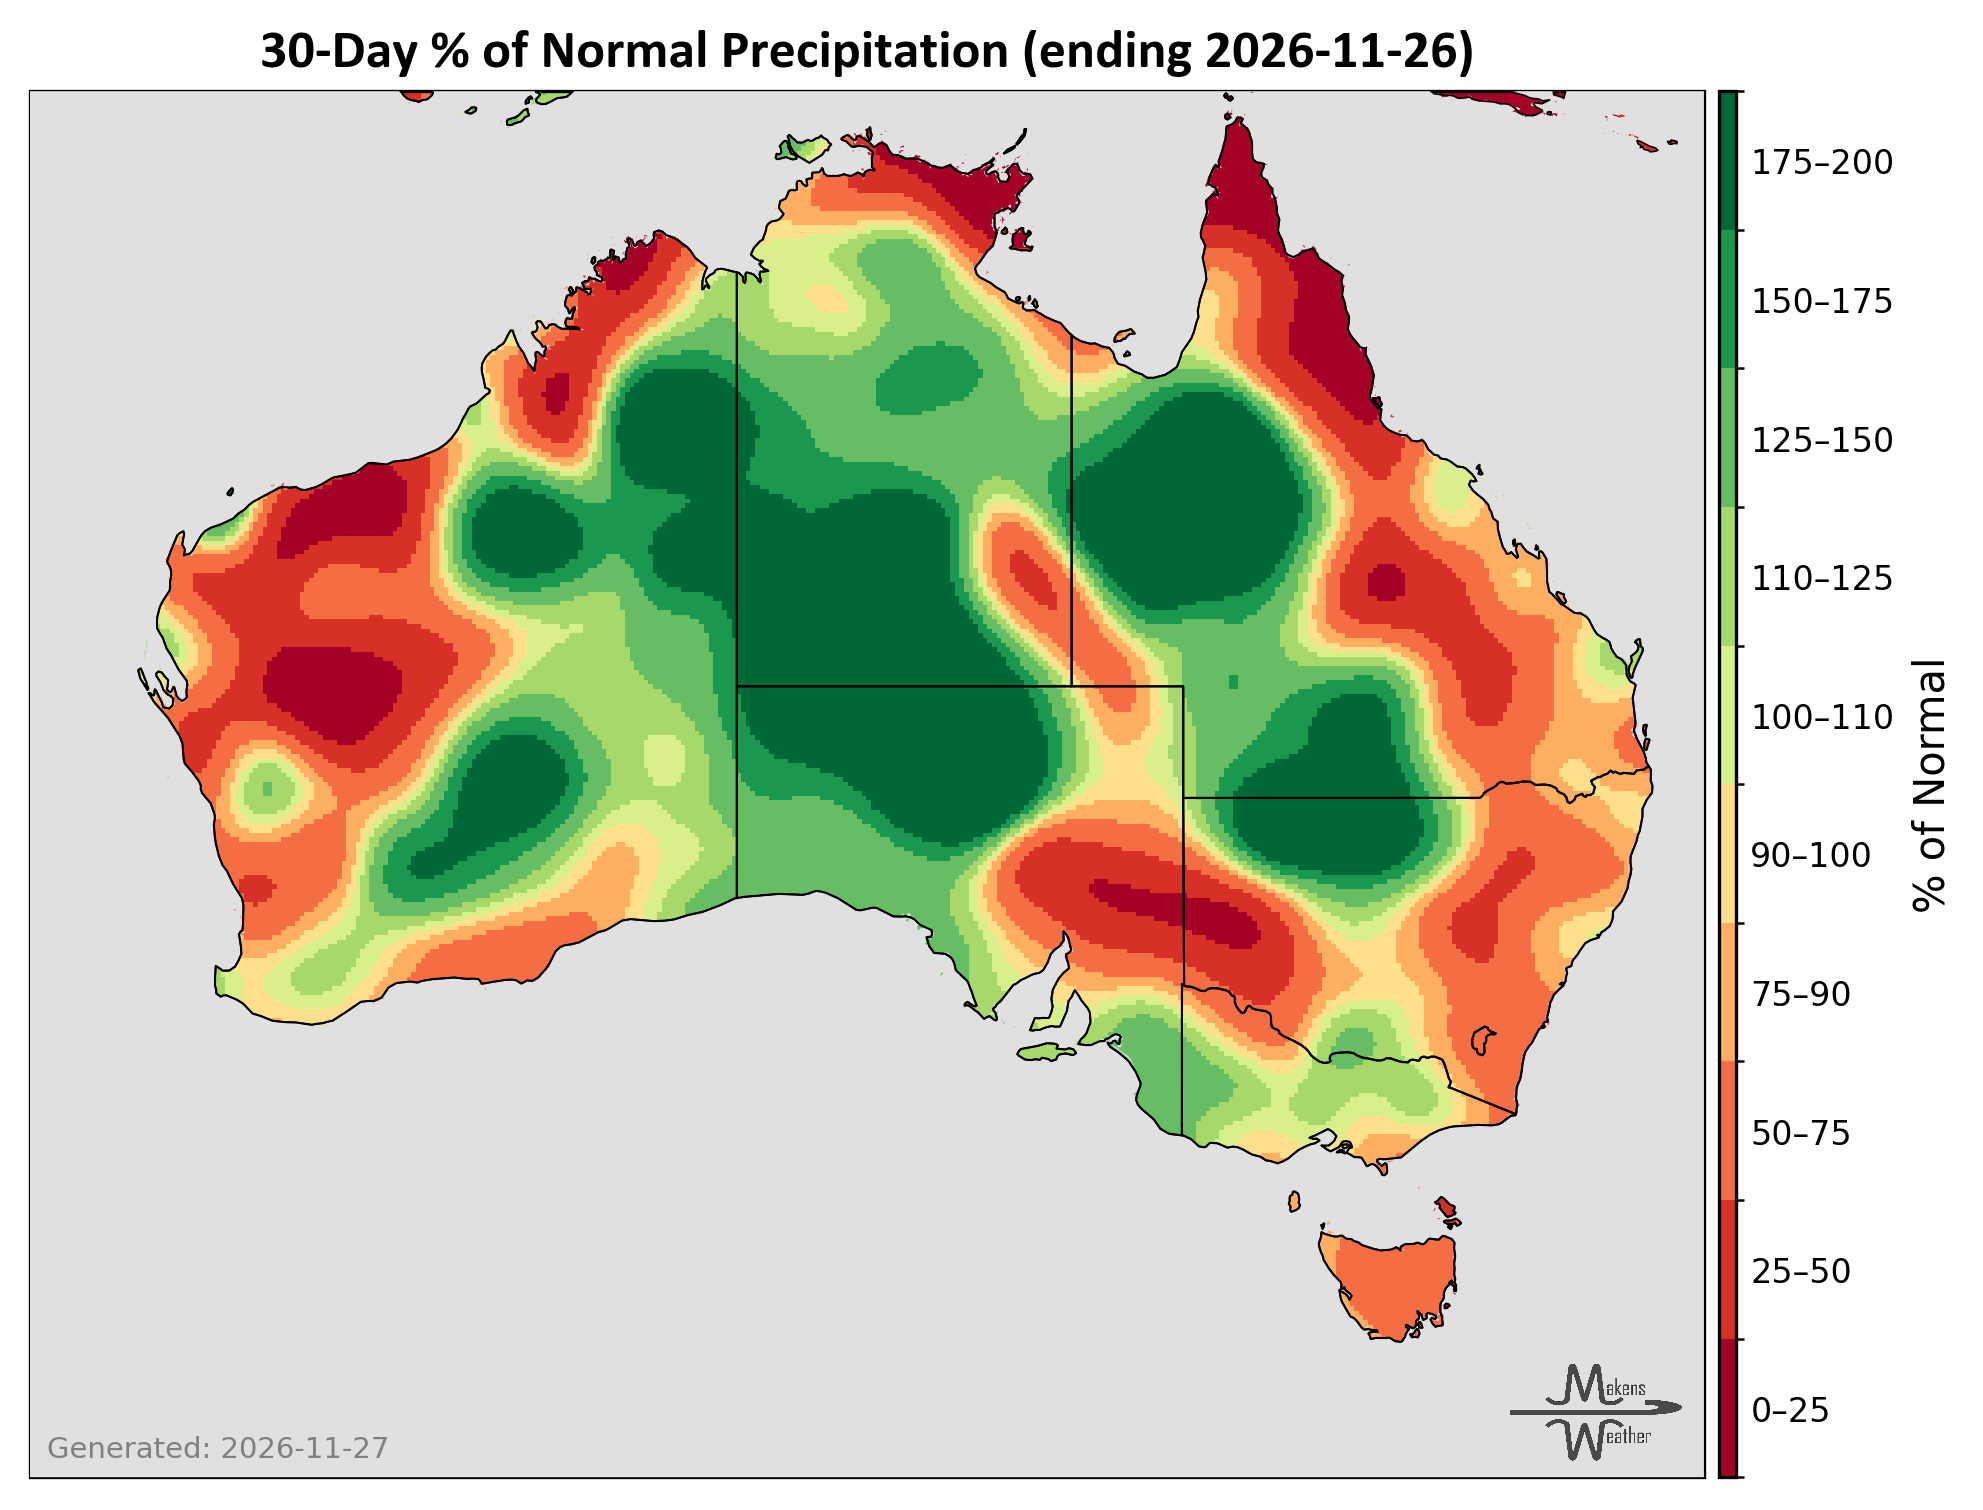 30-Day % of Normal Precipitation (ending 2026-11-26)
175–200
150–175
125–150
110–125
100–110
90–100
75–90
50–75
25–50
0–25
% of Normal
Makens
Weather
Generated: 2026-11-27